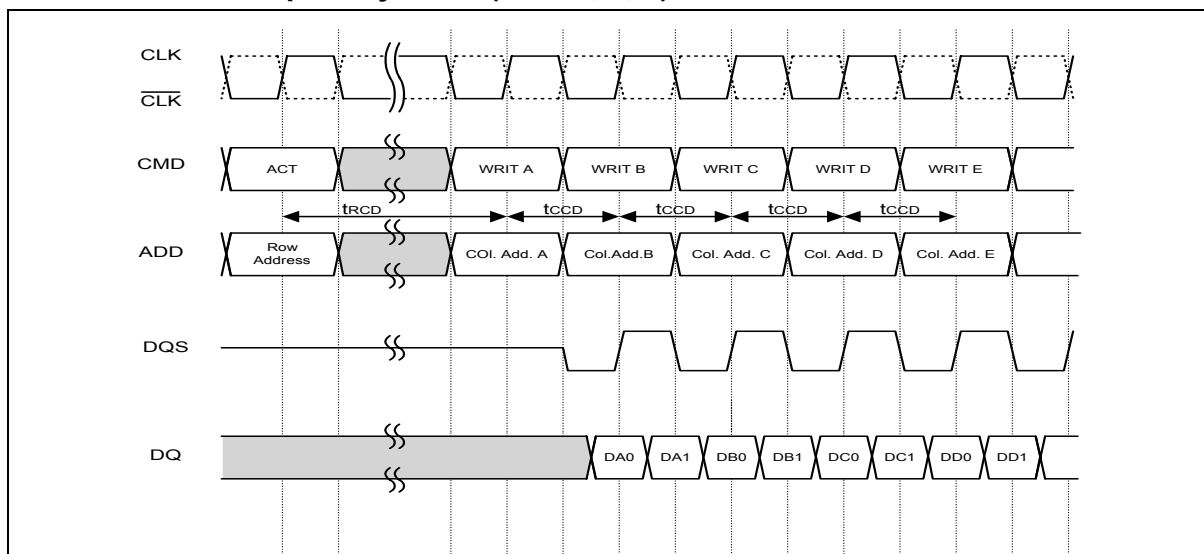 CLK
CLK
CMD
ACT
WRIT A
WRIT B
WRIT C
WRIT D
WRIT E
tRCD
tCCD
tCCD
tCCD
tCCD
ADD
Row
Address
COl. Add. A
Col.Add.B
Col. Add. C
Col. Add. D
Col. Add. E
DQS
DQ
DA0
DA1
DB0
DB1
DC0
DC1
DD0
DD1